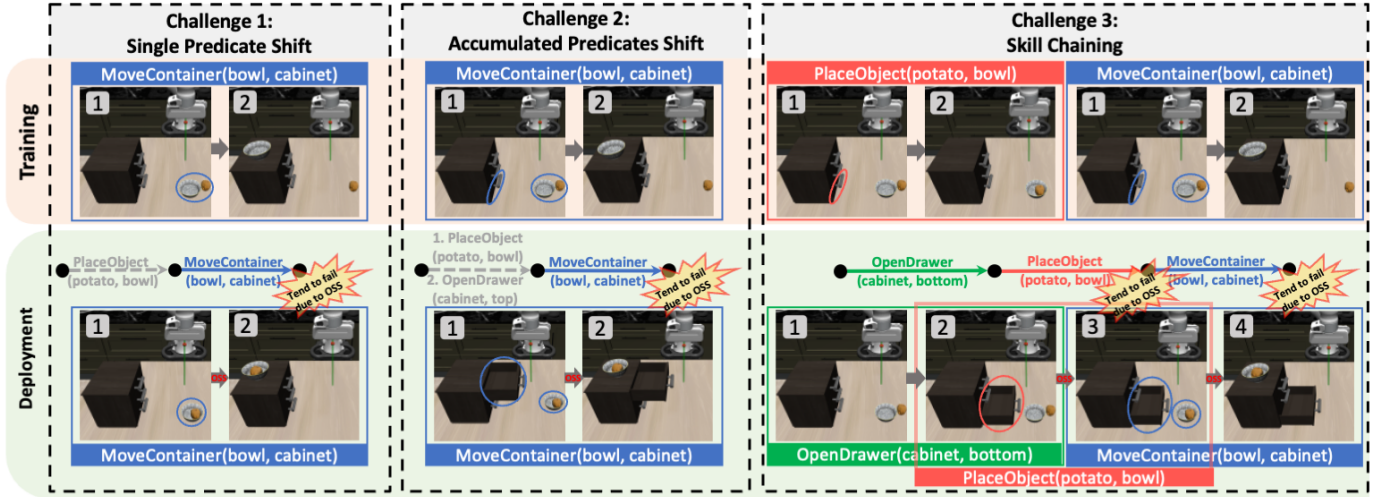 Challenge 1:
Single Predicate Shift
Challenge 2:
Accumulated Predicates Shift
Challenge 3:
Skill Chaining
Training
MoveContainer(bowl, cabinet)
1
2
MoveContainer(bowl, cabinet)
1
2
PlaceObject(potato, bowl)
1
2
MoveContainer(bowl, cabinet)
1
2
Deployment
PlaceObject
(potato, bowl)
MoveContainer
(bowl, cabinet)
Tend to fail
due to OSS
1
OSS
2
MoveContainer(bowl, cabinet)
1. PlaceObject
(potato, bowl)
2. OpenDrawer
(cabinet, top)
MoveContainer
(bowl, cabinet)
Tend to fail
due to OSS
1
OSS
2
MoveContainer(bowl, cabinet)
OpenDrawer
(cabinet, bottom)
PlaceObject
(potato, bowl)
Tend to fail
due to OSS
MoveContainer
(bowl, cabinet)
Tend to fail
due to OSS
1
2
OSS
3
OSS
4
OpenDrawer(cabinet, bottom)
MoveContainer(bowl, cabinet)
PlaceObject(potato, bowl)